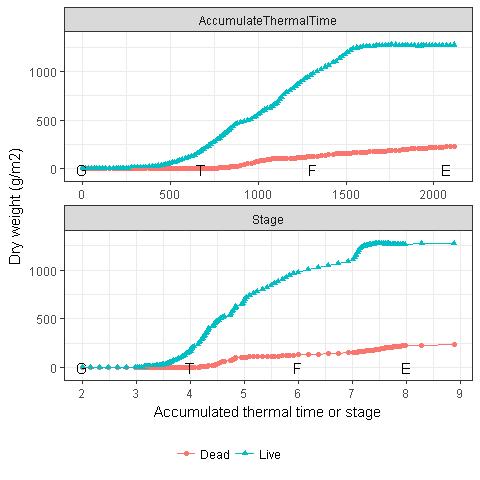 AccumulateThermalTime
1000
500
0
G T F E
0 500 1000 1500 2000
Dry weight (g/m2)
Stage
1000
500
0
G T F E
2 3 4 5 6 7 8 9
Accumulated thermal time or stage
Dead Live